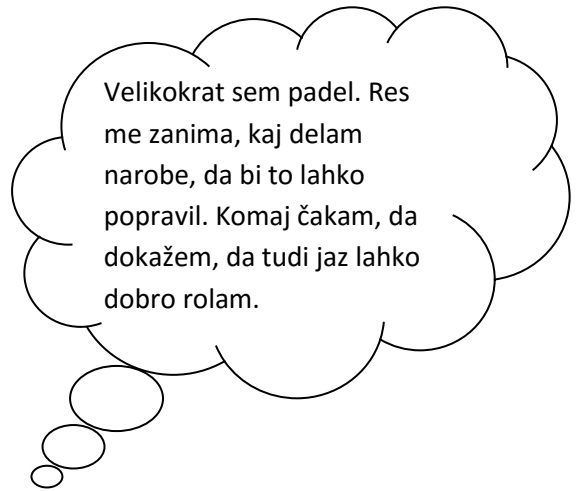 Velikokrat sem padel. Res
me zanima, kaj delam
narobe, da bi to lahko
popravil. Komaj čakam, da
dokažem, da tudi jaz lahko
dobro rolam.